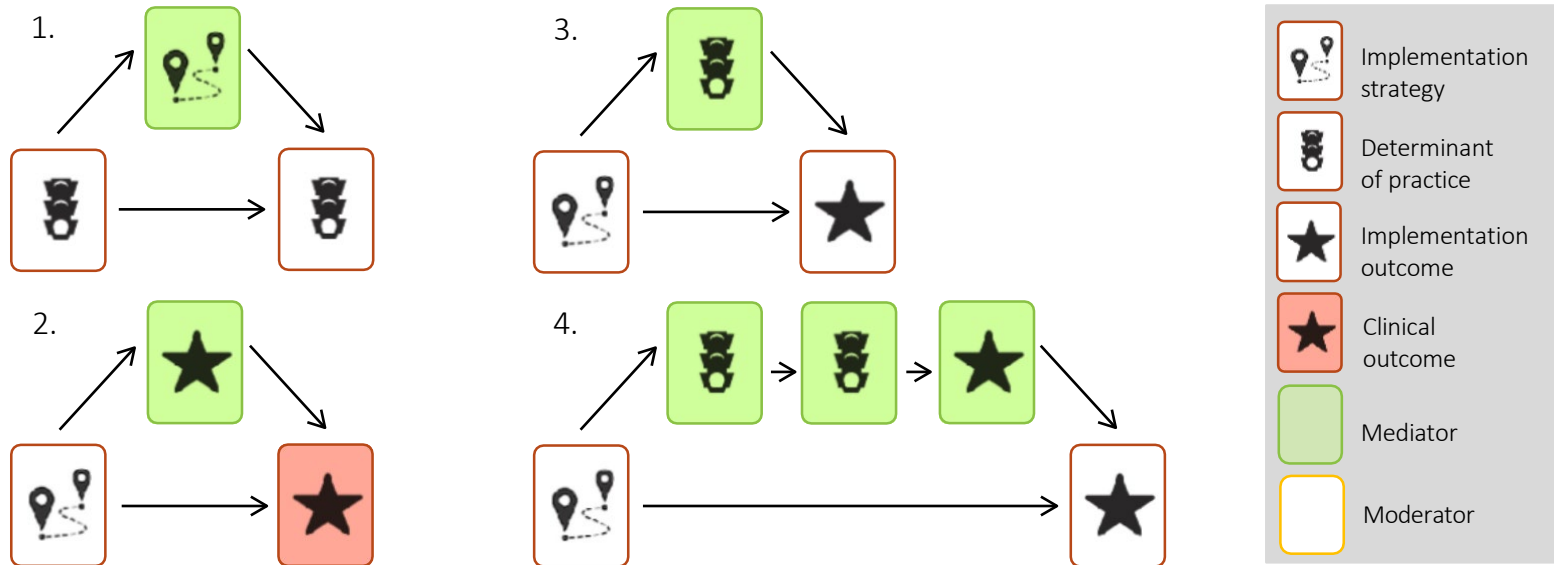 1.
3.
2.
4.
Implementation
strategy
Determinant
of practice
Implementation
outcome
Clinical
outcome
Mediator
Moderator